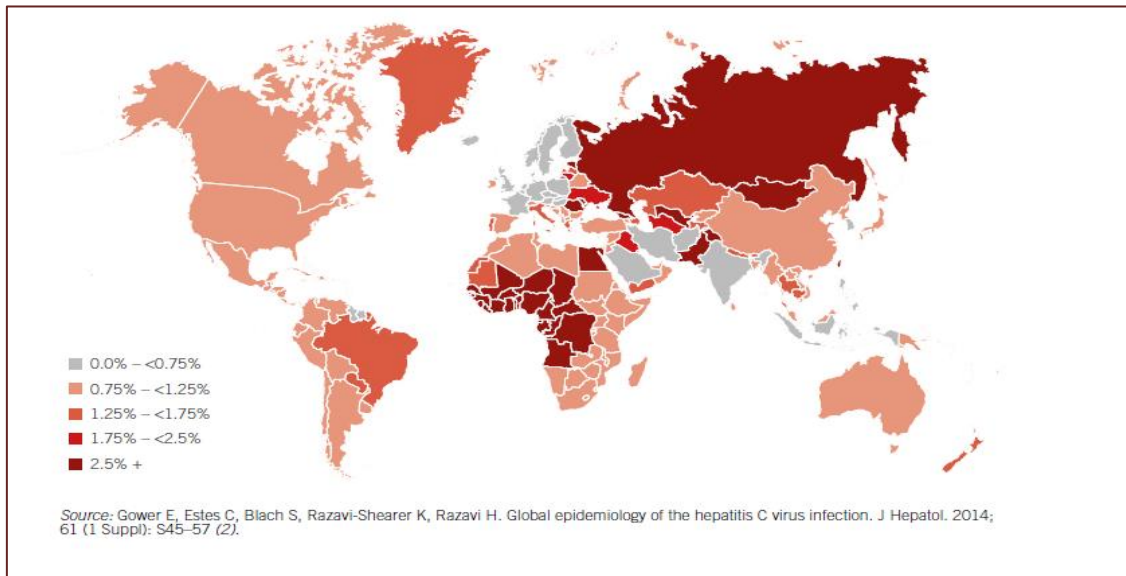 0.0% – <0.75%
0.75% – <1.25%
1.25% – <1.75%
1.75% – <2.5%
2.5% +
Source: Gower E, Estes C, Blach S, Razavi-Shearer K, Razavi H. Global epidemiology of the hepatitis C virus infection. J Hepatol. 2014;
61 (1 Suppl): S45–57 (2).